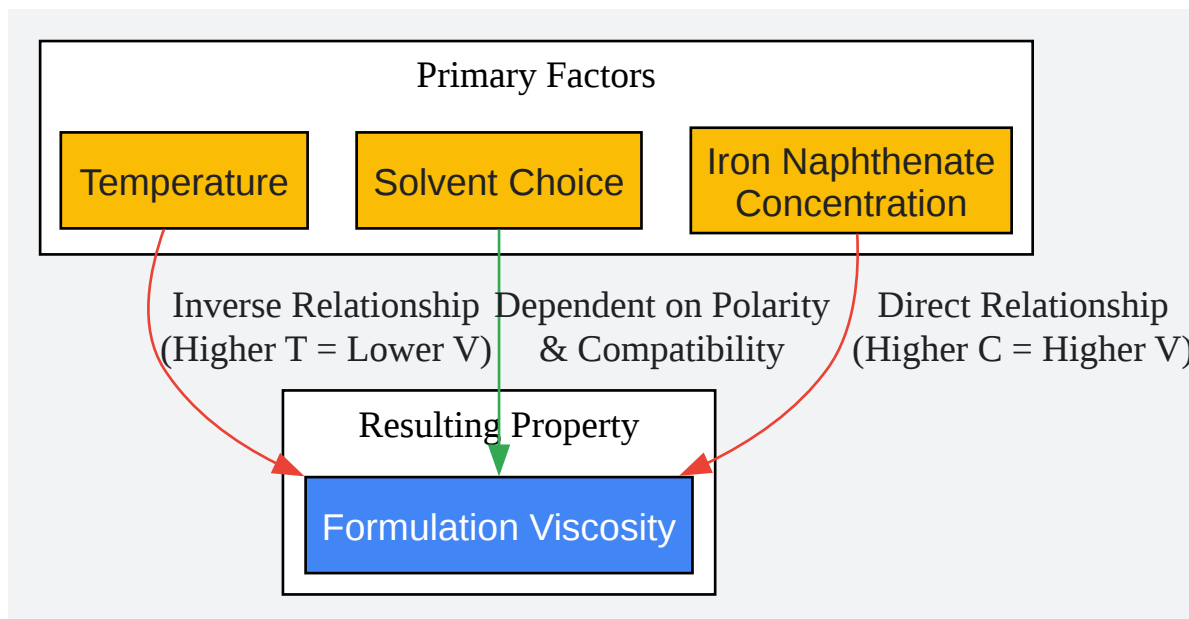 Primary Factors
Temperature
Solvent Choice
Iron Naphthenate
Concentration
Inverse Relationship
(Higher T = Lower V)
Dependent on Polarity
& Compatibility
Direct Relationship
(Higher C = Higher V)
Resulting Property
Formulation Viscosity